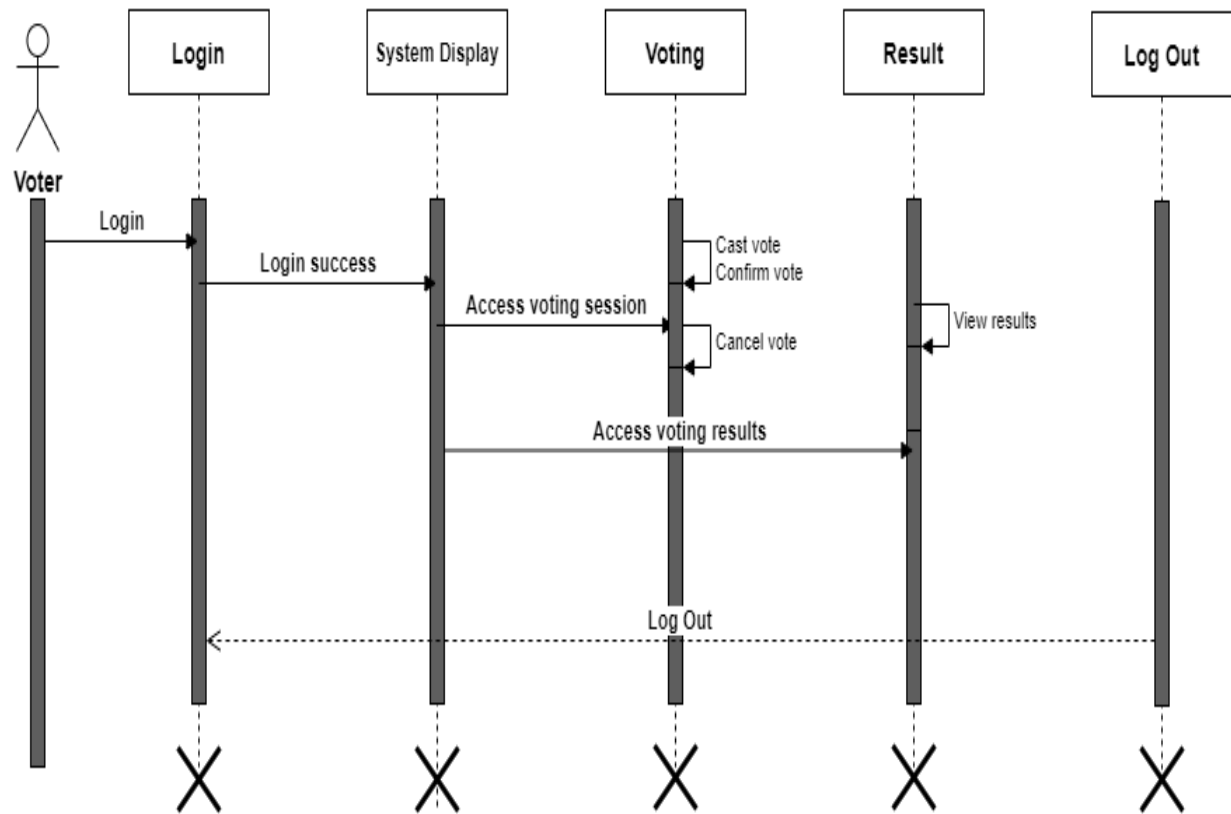 Login
System Display
Voting
Result
Log Out
Voter
Login
Login success
Access voting session
Cast vote
Confirm vote
Cancel vote
View results
Access voting results
Log Out